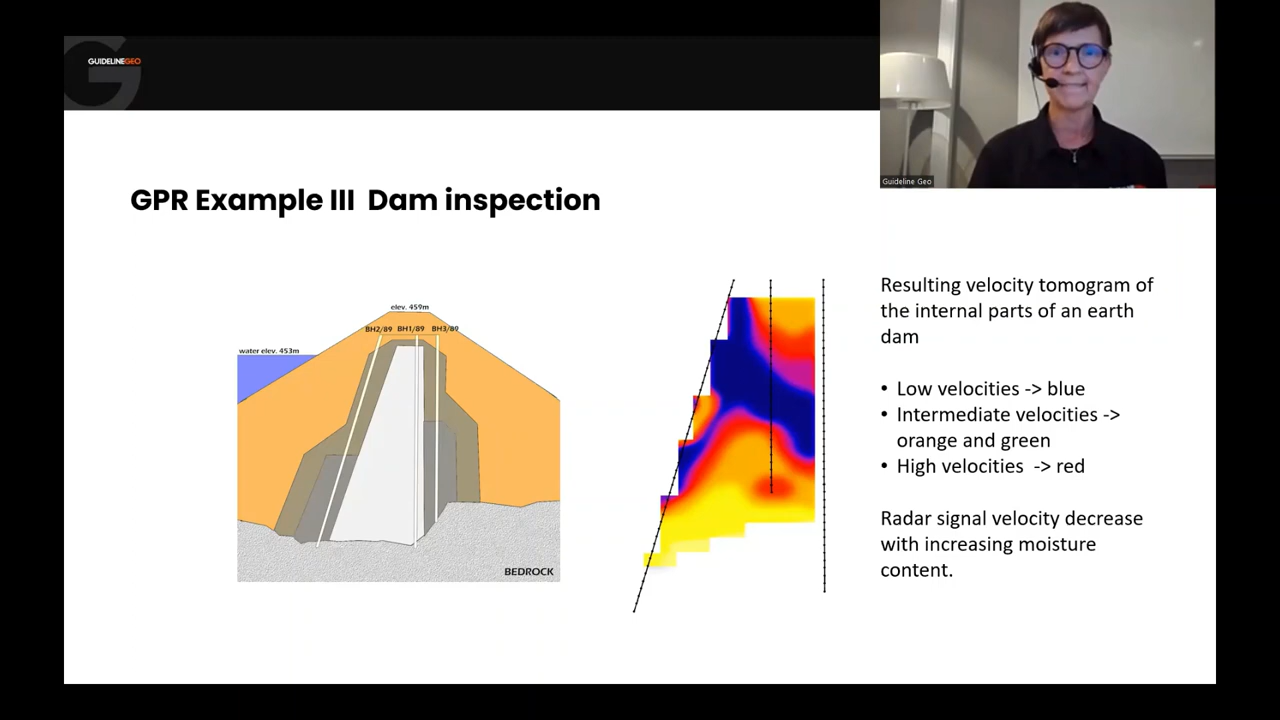 GUIDELINEGEO
Guideline Geo
GPR Example III Dam inspection
elev. 459m
BH2/89 BH1/89 BH3/89
water elev. 453m
BEDROCK
Resulting velocity tomogram of
the internal parts of an earth
dam
• Low velocities -> blue
• Intermediate velocities ->
orange and green
• High velocities -> red
Radar signal velocity decrease
with increasing moisture
content.